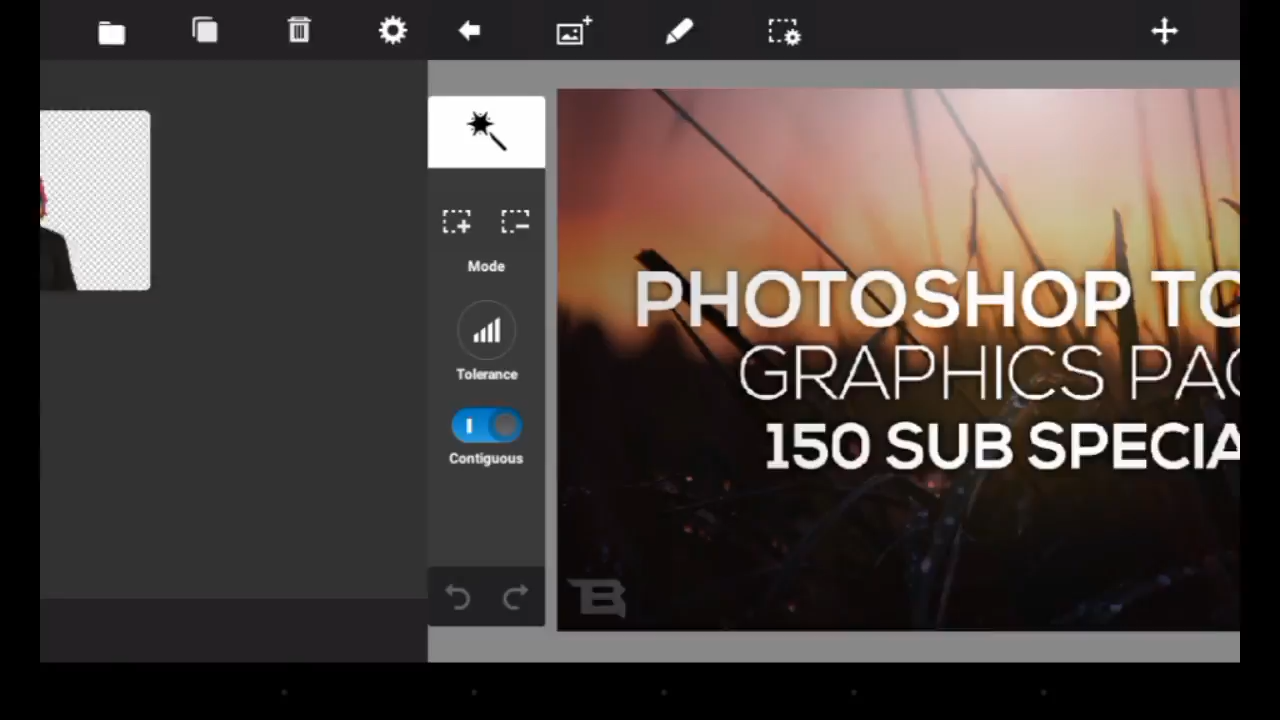 Mode
Tolerance
Contiguous
PHOTOSHOP TO
GRAPHICS PAC
150 SUB SPECIA